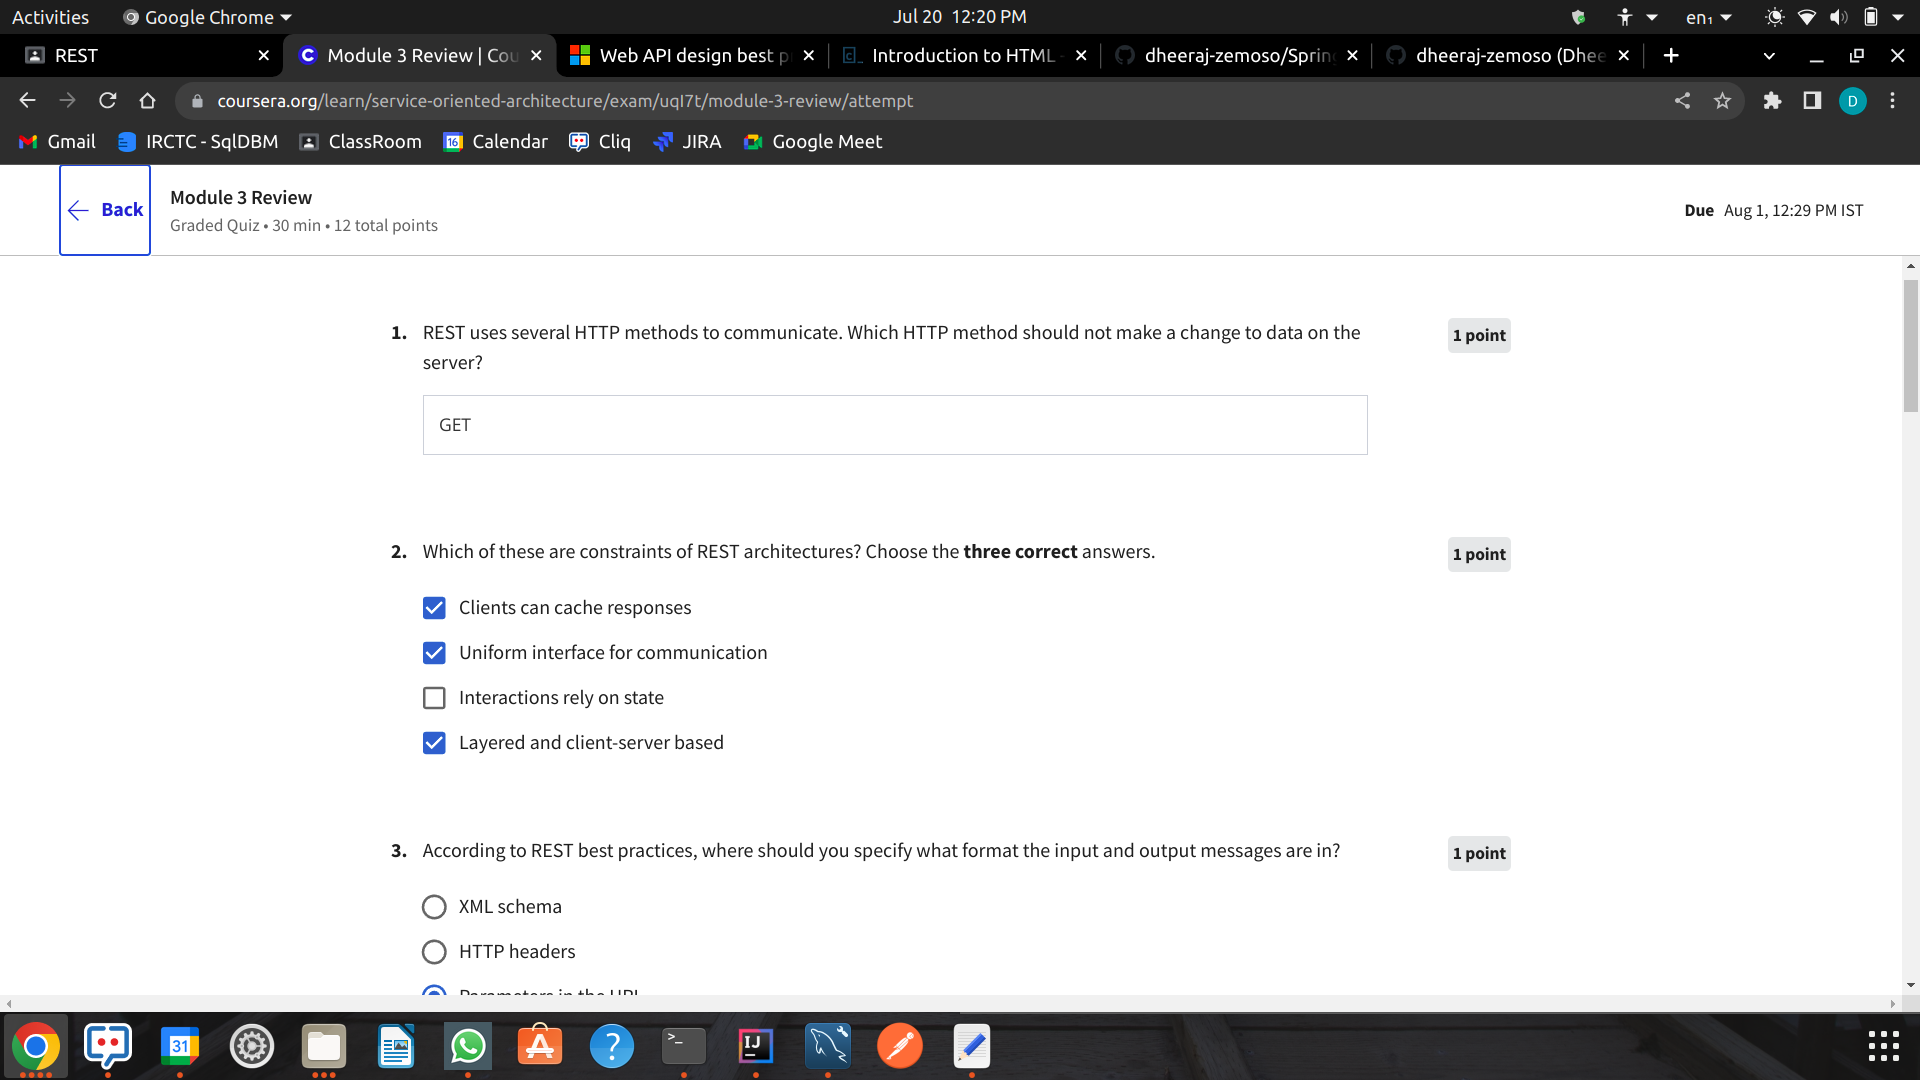 Activities
Google Chrome
Jul 20 12:20 PM
en₁
REST
Module 3 Review | Cou
Web API design best p
Introduction to HTML
dheeraj-zemoso/Spring
dheeraj-zemoso (Dhee
coursera.org/learn/service-oriented-architecture/exam/uqI7t/module-3-review/attempt
D
Gmail
IRCTC - SqlDBM
ClassRoom
16
Calendar
Cliq
JIRA
Google Meet
Back
Module 3 Review
Graded Quiz • 30 min • 12 total points
Due Aug 1, 12:29 PM IST
1. REST uses several HTTP methods to communicate. Which HTTP method should not make a change to data on the
server?
1 point
GET
2. Which of these are constraints of REST architectures? Choose the three correct answers.
1 point
Clients can cache responses
Uniform interface for communication
Interactions rely on state
Layered and client-server based
3. According to REST best practices, where should you specify what format the input and output messages are in?
1 point
XML schema
HTTP headers
Parameters in the URL
31
IJ